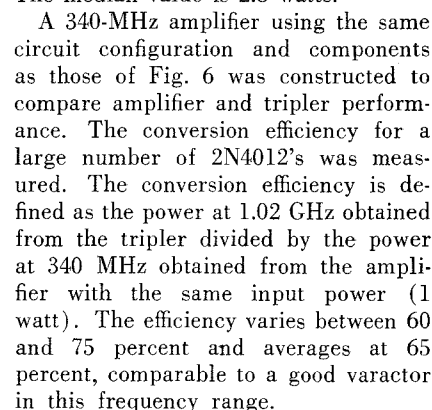 The median value is 2.8 watts.
A 340-MHz amplifier using the same
circuit configuration and components
as those of Fig. 6 was constructed to
compare amplifier and tripler perform-
ance. The conversion efficiency for a
large number of 2N4012's was meas-
ured. The conversion efficiency is de-
fined as the power at 1.02 GHz obtained
from the tripler divided by the power
at 340 MHz obtained from the ampli-
fier with the same input power (1
watt). The efficiency varies between 60
and 75 percent and averages at 65
percent, comparable to a good varactor
in this frequency range.